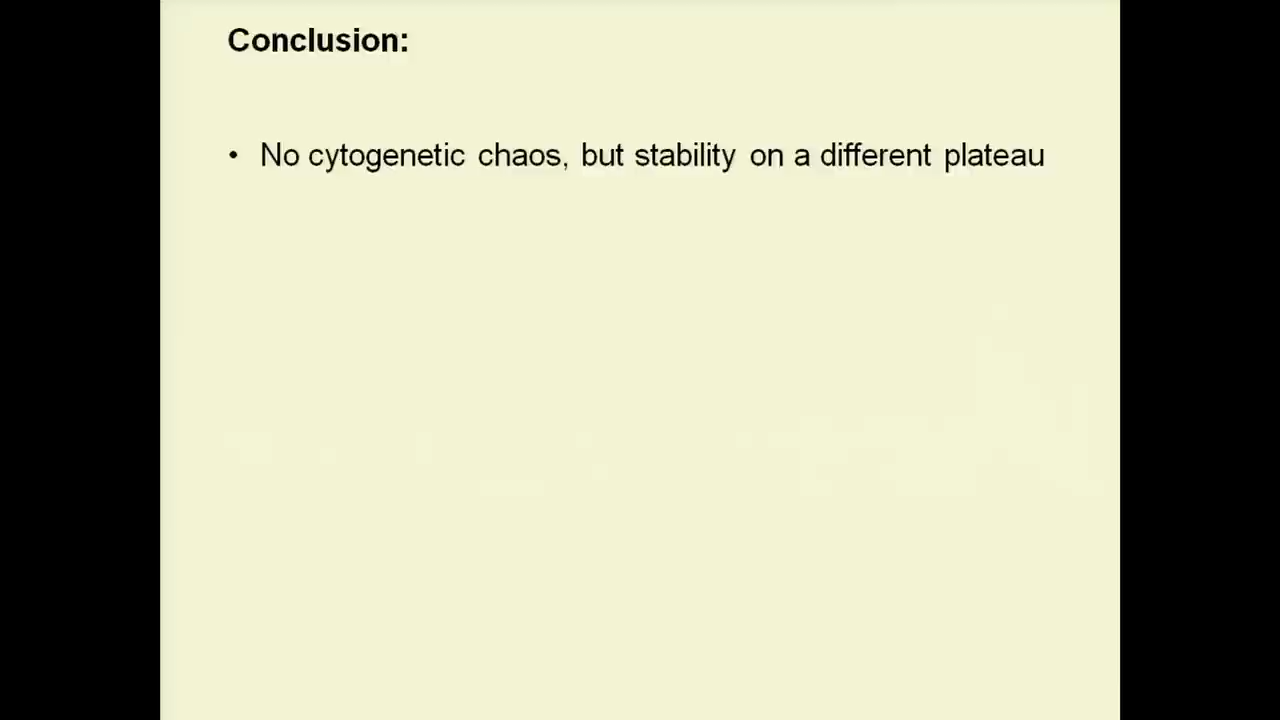 Conclusion:
• No cytogenetic chaos, but stability on a different plateau